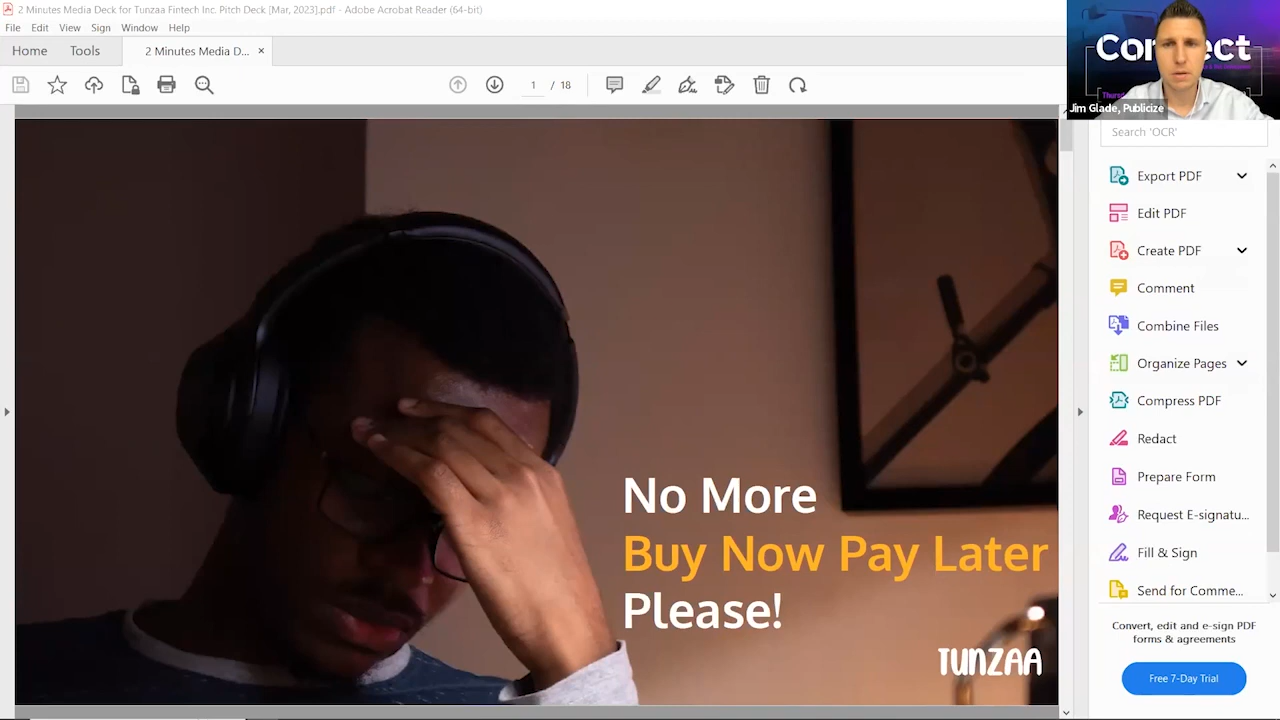 2 Minutes Media Deck for Tunzaa Fintech Inc. Pitch Deck [Mar, 2023].pdf - Adobe Acrobat Reader (64-bit)
File Edit View Sign Window Help
Home Tools 2 Minutes Media D... ×
1 / 18
Connect
Thursd
Jim Glade, Publicize
Search 'OCR'
Export PDF
Edit PDF
Create PDF
Comment
Combine Files
Organize Pages
Compress PDF
Redact
Prepare Form
Request E-signatu...
Fill & Sign
Send for Comme...
Convert, edit and e-sign PDF
forms & agreements
Free 7-Day Trial
No More
Buy Now Pay Later
Please!
TUNZAA